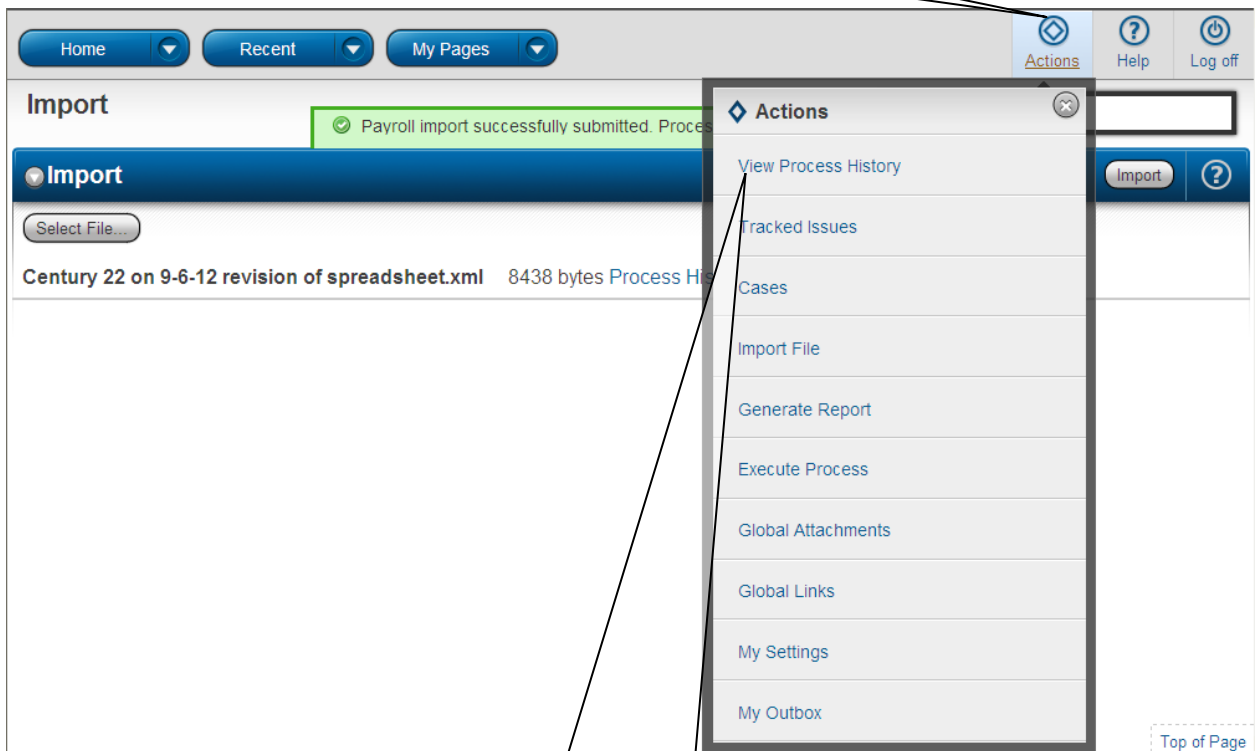 Home Recent My Pages
Actions Help Log off
Import
Payroll import successfully submitted.
Import
Import
Select File...
Century 22 on 9-6-12 revision of spreadsheet.xml 8438 bytes Process
Actions
View Process History
Tracked Issues
Cases
Import File
Generate Report
Execute Process
Global Attachments
Global Links
My Settings
My Outbox
Top of Page